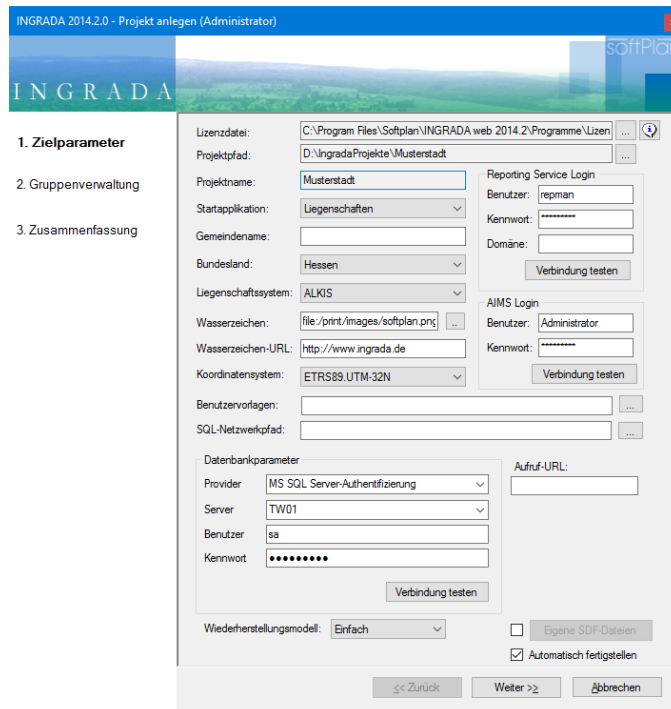 INGRADA 2014.2.0 - Projekt anlegen (Administrator)
INGRADA
1. Zielparameter
2. Gruppenverwaltung
3. Zusammenfassung
Lizenzdatei: C:\Program Files\Softplan\INGRADA web 2014.2\Programme\Lizen ...
Projektpfad: D:\IngradaProjekte\Musterstadt ...
Projektname: Musterstadt
Startapplikation: Liegenschaften
Gemeindename:
Bundesland: Hessen
Liegenschaftssystem: ALKIS
Wasserzeichen: file:/print/images/softplan.png ..
Wasserzeichen-URL: http://www.ingrada.de
Koordinatensystem: ETRS89.UTM-32N
Reporting Service Login
Benutzer: repman
Kennwort: *********
Domäne:
Verbindung testen
AIMS Login
Benutzer: Administrator
Kennwort: *********
Verbindung testen
Benutzervorlagen: ...
SQL-Netzwerkpfad: ...
Datenbankparameter
Provider MS SQL Server-Authentifizierung
Server TW01
Benutzer sa
Kennwort ●●●●●●●●●
Verbindung testen
Aufruf-URL:
Wiederherstellungsmodell: Einfach
Eigene SDF-Dateien
Automatisch fertigstellen
<< Zurück Weiter >> Abbrechen